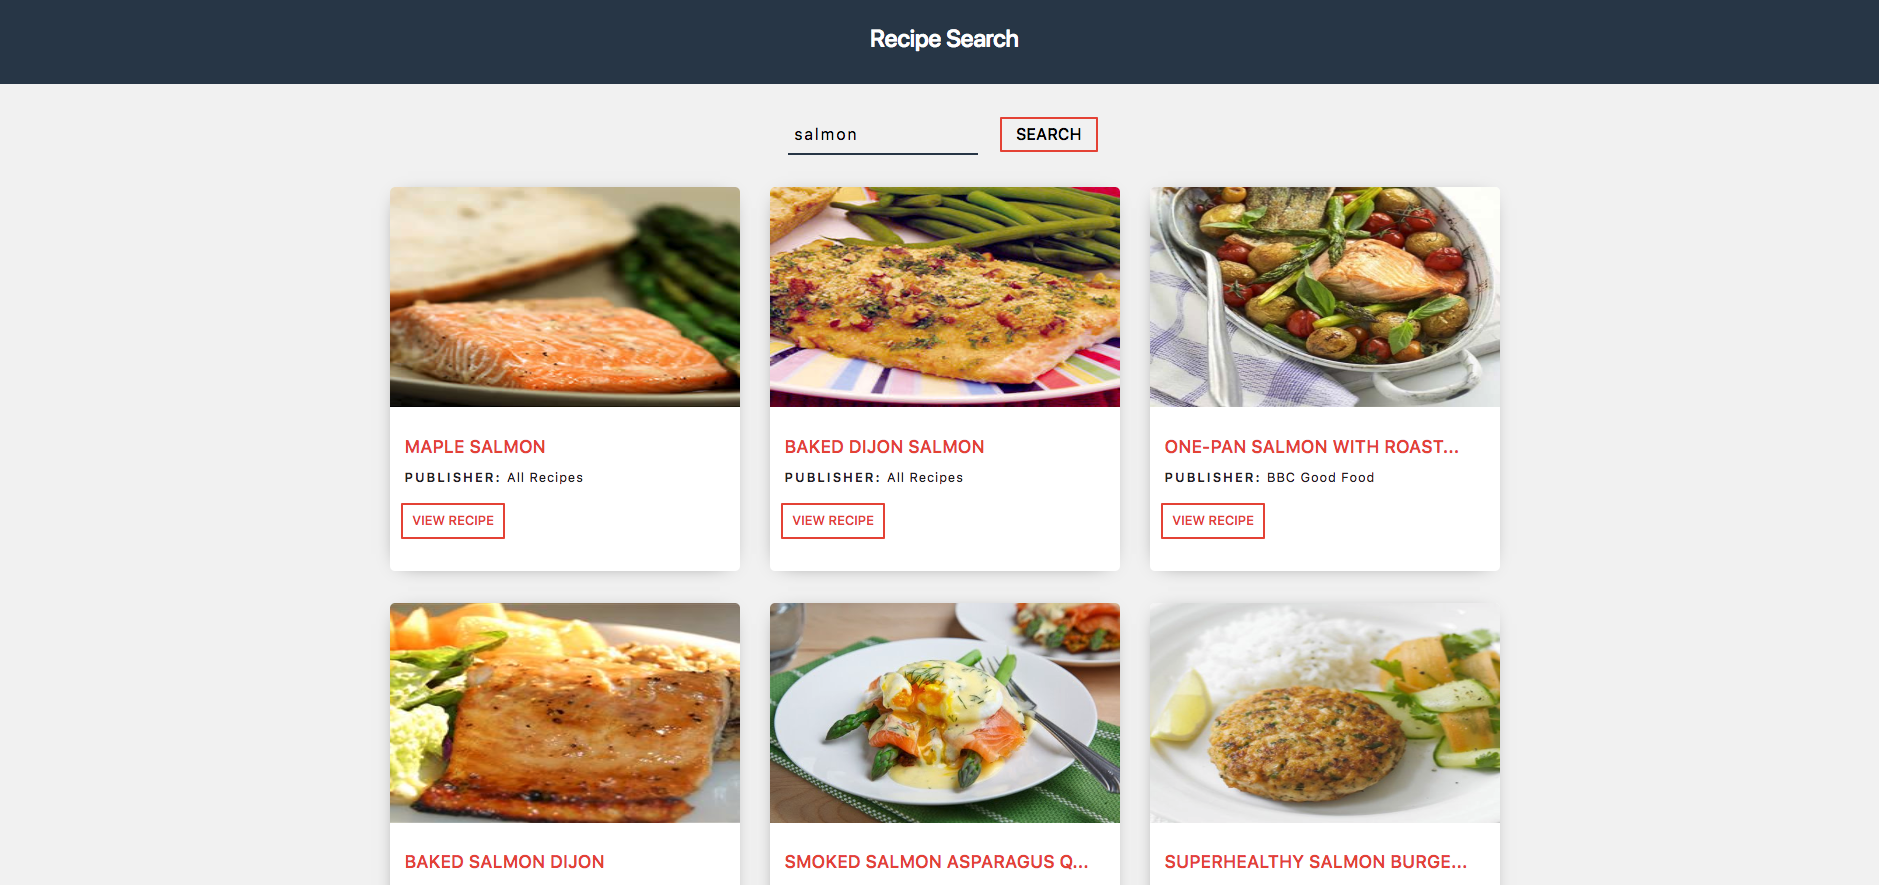 Recipe Search
salmon
SEARCH
MAPLE SALMON
PUBLISHER: All Recipes
VIEW RECIPE
BAKED DIJON SALMON
PUBLISHER: All Recipes
VIEW RECIPE
ONE-PAN SALMON WITH ROAST...
PUBLISHER: BBC Good Food
VIEW RECIPE
BAKED SALMON DIJON
SMOKED SALMON ASPARAGUS Q...
SUPERHEALTHY SALMON BURGE...